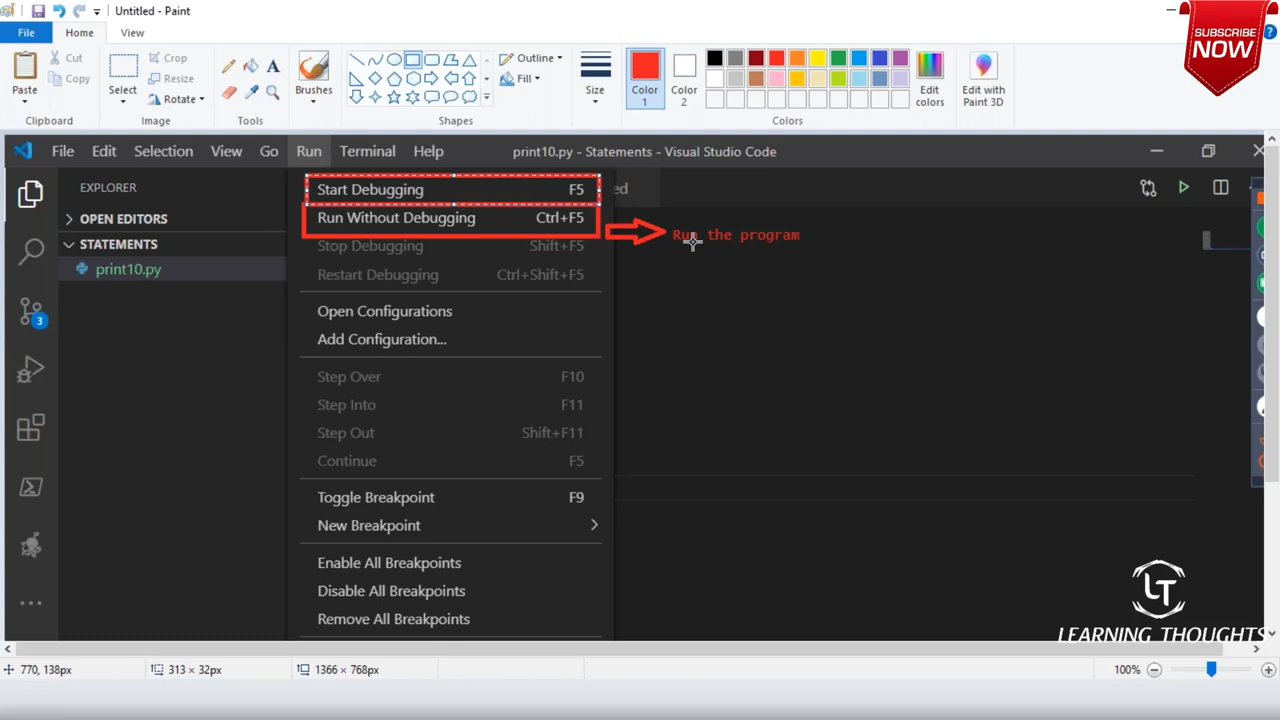 Untitled - Paint
SUBSCRIBE
NOW
File Home View
Paste
Cut
Copy
Clipboard
Select
Crop
Resize
Rotate
Image
Tools
Brushes
Outline
Fill
Shapes
Size
Color
1
Color
2
Edit
colors
Edit with
Paint 3D
Colors
File Edit Selection View Go Run Terminal Help
print10.py - Statements - Visual Studio Code
EXPLORER
OPEN EDITORS
STATEMENTS
print10.py
3
Start Debugging F5
Run Without Debugging Ctrl+F5
Stop Debugging Shift+F5
Restart Debugging Ctrl+Shift+F5
Open Configurations
Add Configuration...
Step Over F10
Step Into F11
Step Out Shift+F11
Continue F5
Toggle Breakpoint F9
New Breakpoint
Enable All Breakpoints
Disable All Breakpoints
Remove All Breakpoints
ed
Run the program
LT
LEARNING THOUGHTS
770, 138px
313 × 32px
1366 × 768px
100%